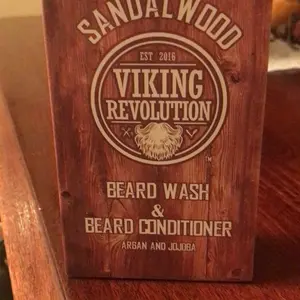 SANDALWOOD
EST 2016
VIKING
REVOLUTION
BEARD WASH
&
BEARD CONDITIONER
ARGAN AND JOJOBA